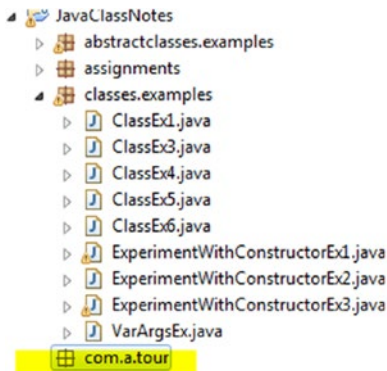 JavaClassNotes
abstractclasses.examples
assignments
classes.examples
ClassEx1.java
ClassEx3.java
ClassEx4.java
ClassEx5.java
ClassEx6.java
ExperimentWithConstructorEx1.java
ExperimentWithConstructorEx2.java
ExperimentWithConstructorEx3.java
VarArgsEx.java
com.a.tour